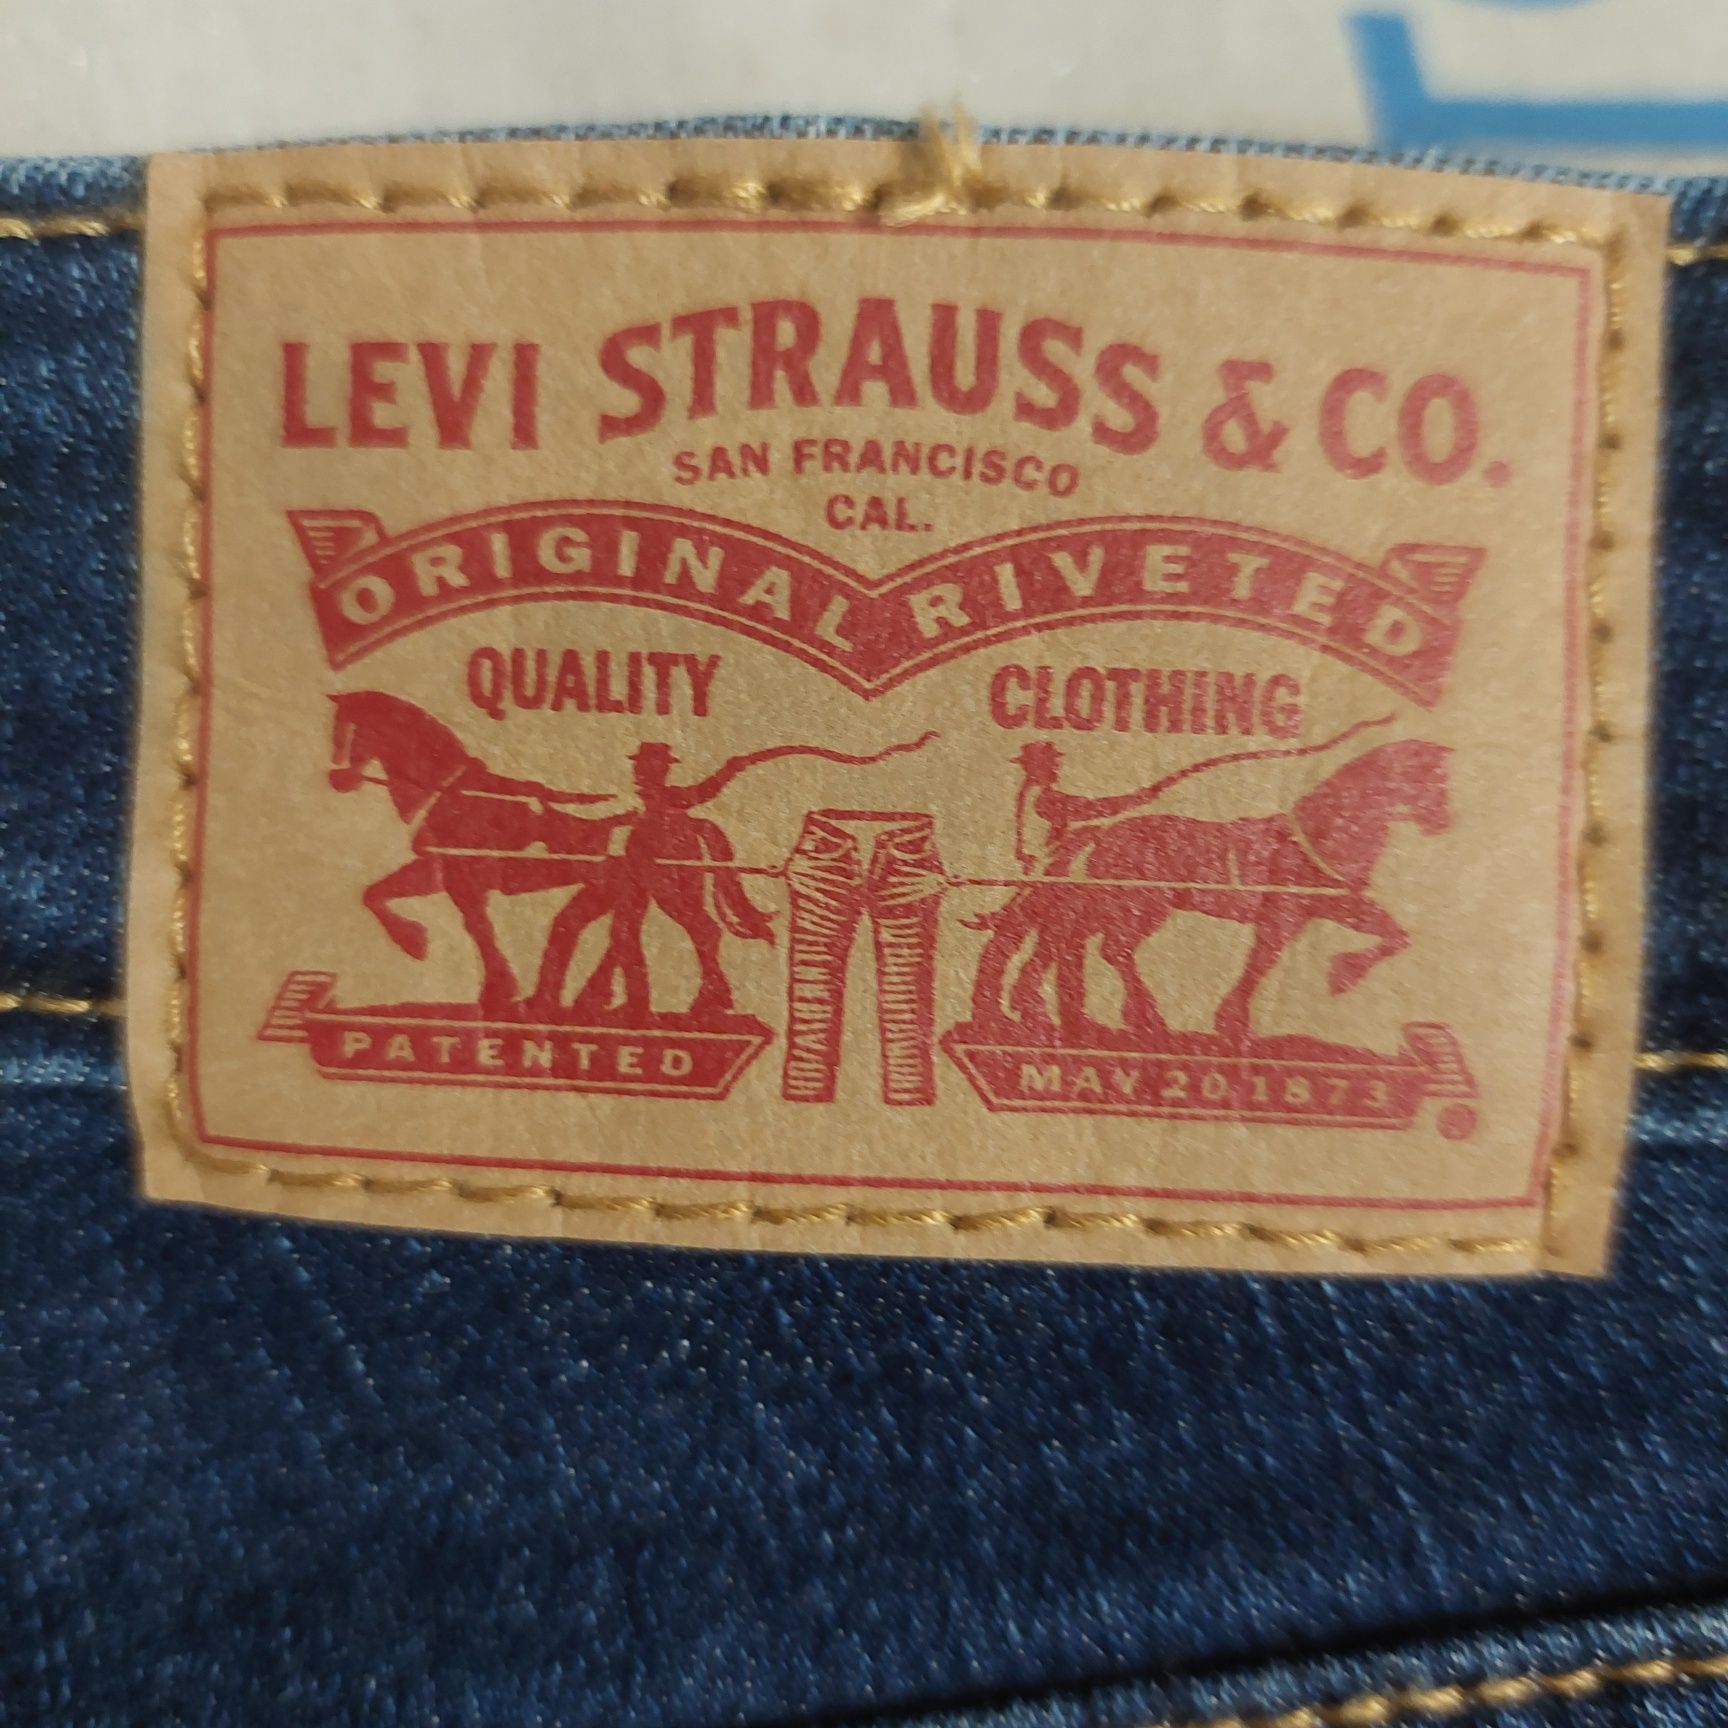 LEVI STRAUSS & CO.
SAN FRANCISCO
CAL.
ORIGINAL RIVETED
QUALITY CLOTHING
PATENTED MAY 20 1873